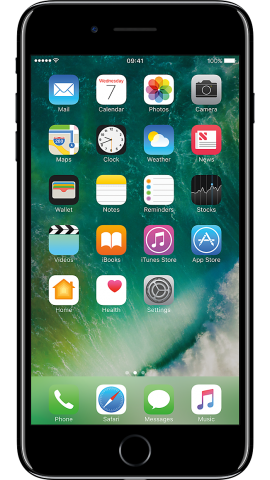 09:41 100%
Wednesday
7
Mail Calendar Photos Camera
280
Maps Clock Weather News
Wallet Notes Reminders Stocks
Videos iBooks iTunes Store App Store
Home Health Settings
Phone Safari Messages Music